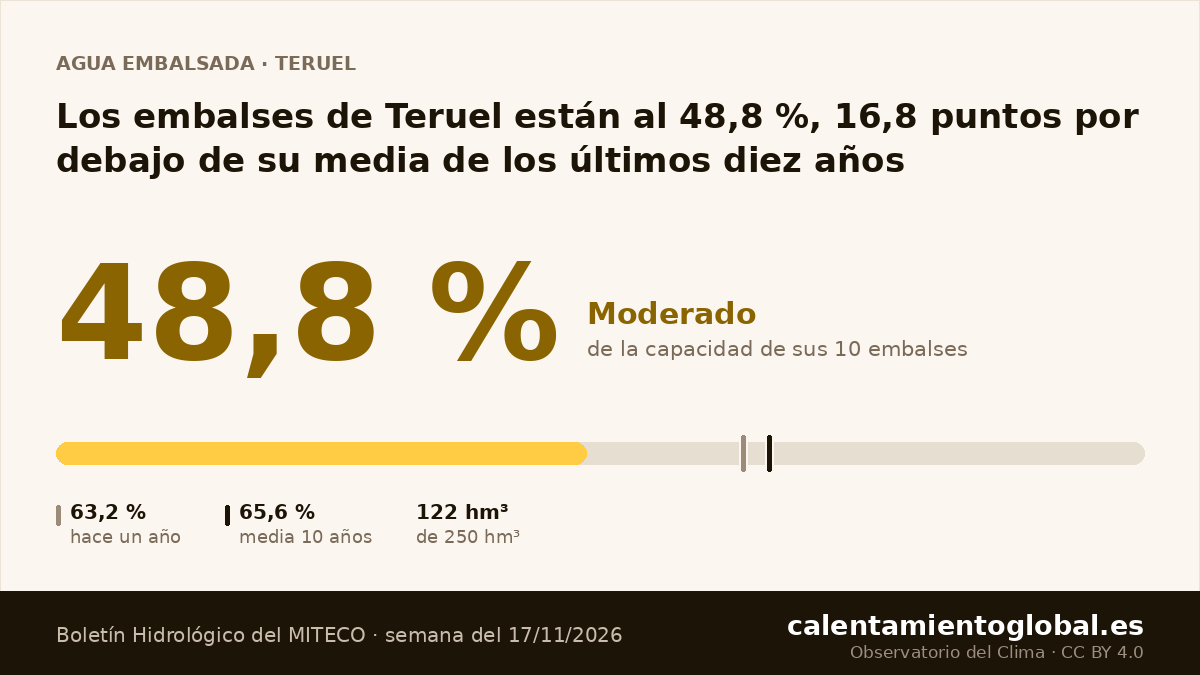 AGUA EMBALSADA · TERUEL
Los embalses de Teruel están al 48,8 %, 16,8 puntos por
debajo de su media de los últimos diez años
48,8 %
Moderado
de la capacidad de sus 10 embalses
63,2 %
hace un año
65,6 %
media 10 años
122 hm³
de 250 hm³
Boletín Hidrológico del MITECO · semana del 17/11/2026
calentamientoglobal.es
Observatorio del Clima · CC BY 4.0